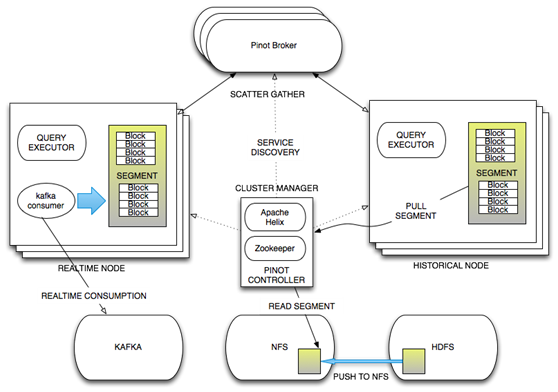 Pinot Broker
SCATTER GATHER
SERVICE
DISCOVERY
QUERY
EXECUTOR
Block
Block
Block
Block
SEGMENT
Block
Block
Block
Block
kafka
consumer
REALTIME NODE
CLUSTER MANAGER
Apache
Helix
Zookeeper
PINOT
CONTROLLER
QUERY
EXECUTOR
Block
Block
Block
Block
SEGMENT
Block
Block
Block
Block
PULL
SEGMENT
HISTORICAL NODE
REALTIME CONSUMPTION
READ SEGMENT
KAFKA
NFS
HDFS
PUSH TO NFS